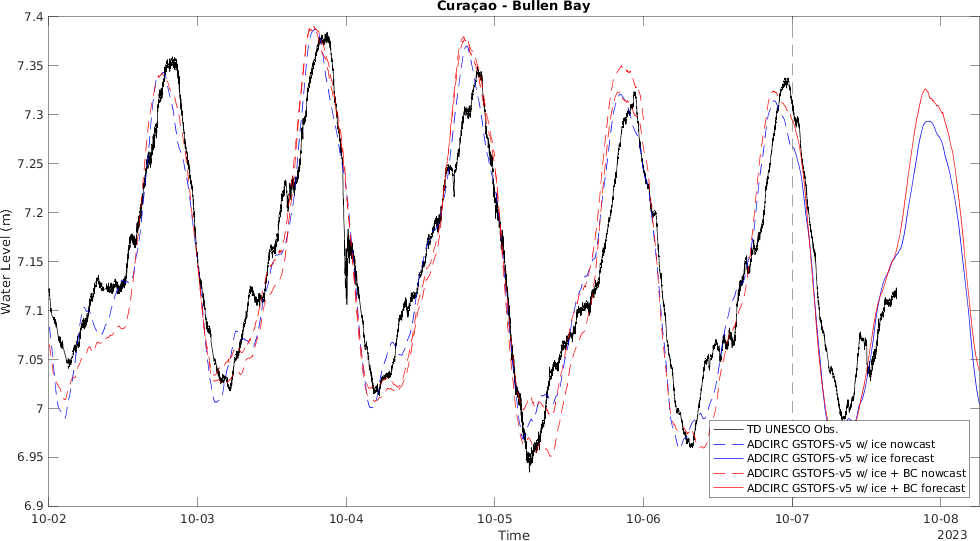 Curaçao - Bullen Bay
7.4
7.35
7.3
7.25
7.2
7.15
7.1
7.05
7
6.95
6.9
Water Level (m)
10-02
10-03
10-04
10-05
10-06
10-07
10-08
Time
2023
TD UNESCO Obs.
ADCIRC GSTOFS-v5 w/ ice nowcast
ADCIRC GSTOFS-v5 w/ ice forecast
ADCIRC GSTOFS-v5 w/ ice + BC nowcast
ADCIRC GSTOFS-v5 w/ ice + BC forecast